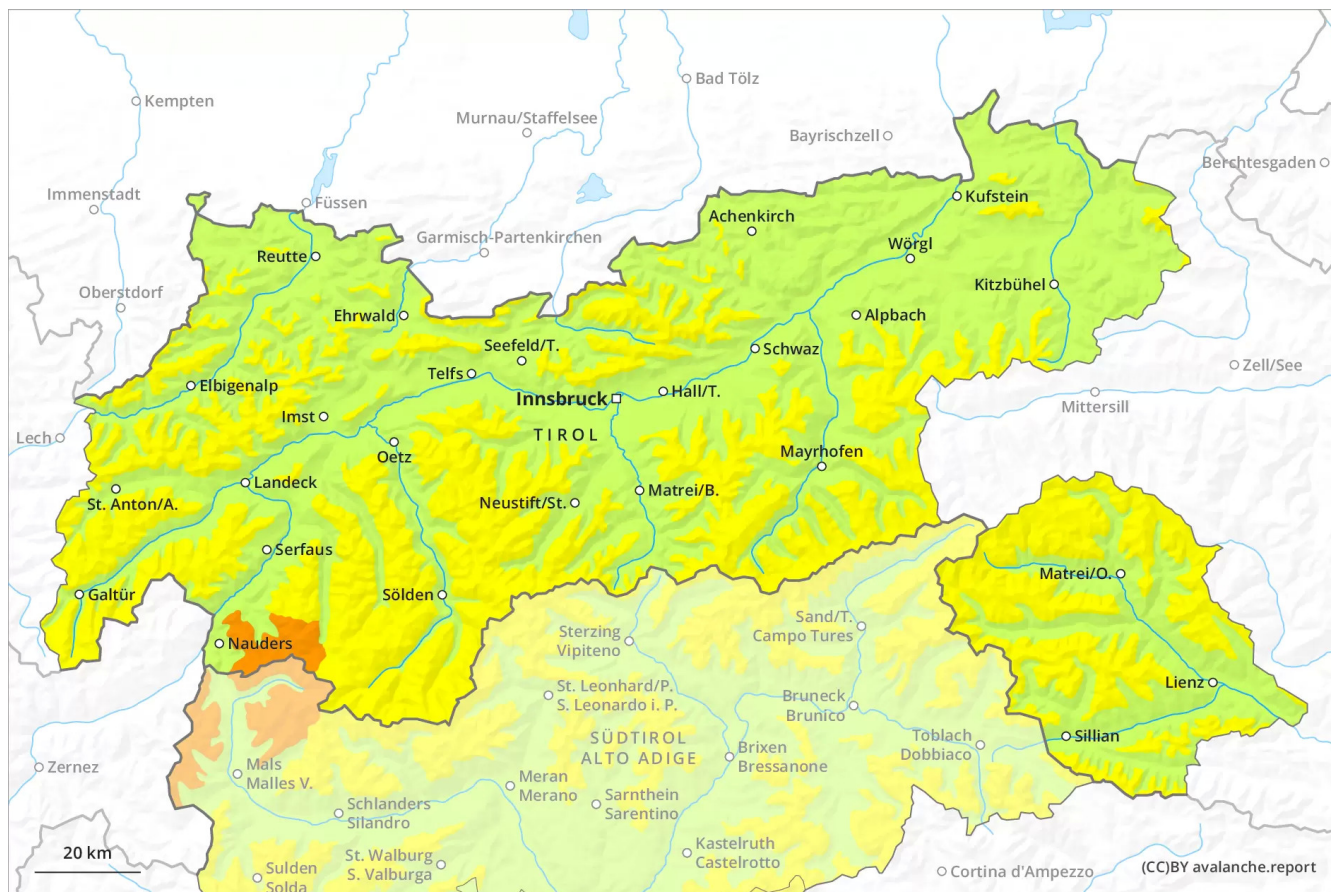 Kempten
Bad Tölz
Murnau/Staffelsee
Bayrischzell
Berchtesgaden
Immenstadt
Füssen
Kufstein
Achenkirch
Garmisch-Partenkirchen
Wörgl
Reutte
Oberstdorf
Kitzbühel
Ehrwald
Alpbach
Seefeld/T.
Schwaz
Zell/See
Telfs
Elbigenalp
Innsbruck
Hall/T.
Mittersill
Imst
TIROL
Lech
Oetz
Mayrhofen
Landeck
St. Anton/A.
Neustift/St.
Matrei/B.
Serfaus
Matrei/O.
Galtür
Sölden
Sand/T.
Campo Tures
Sterzing
Vipiteno
Nauders
Lienz
St. Leonhard/P.
S. Leonardo i. P.
Bruneck
Brunico
Sillian
SÜDTIROL
ALTO ADIGE
Toblach
Dobbiaco
Brixen
Bressanone
Zernez
Mals
Malles V.
Meran
Merano
Sarnthein
Sarentino
Schlanders
Silandro
Kastelruth
Castelrotto
20 km
St. Walburg
S. Valburga
Sulden
Solda
Cortina d'Ampezzo
(CC)BY avalanche.report